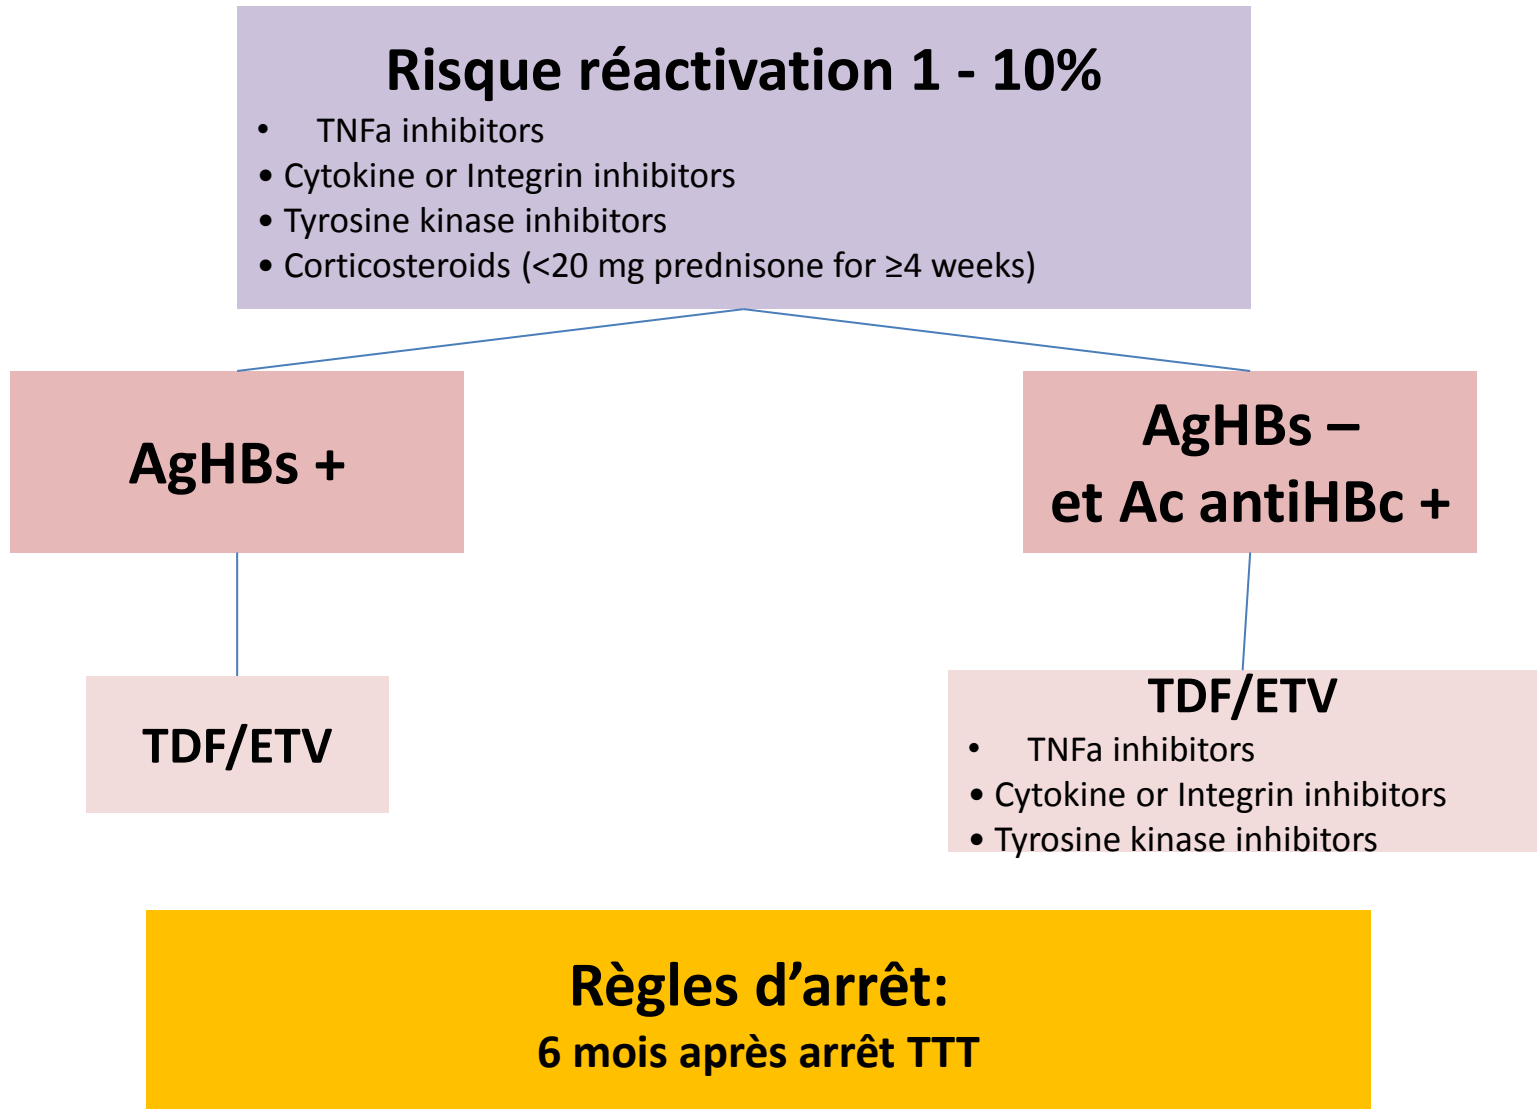 Risque réactivation 1 - 10%
• TNFa inhibitors
• Cytokine or Integrin inhibitors
• Tyrosine kinase inhibitors
• Corticosteroids (<20 mg prednisone for ≥4 weeks)
AgHBs +
AgHBs –
et Ac antiHBc +
TDF/ETV
TDF/ETV
• TNFa inhibitors
• Cytokine or Integrin inhibitors
• Tyrosine kinase inhibitors
Règles d’arrêt:
6 mois après arrêt TTT